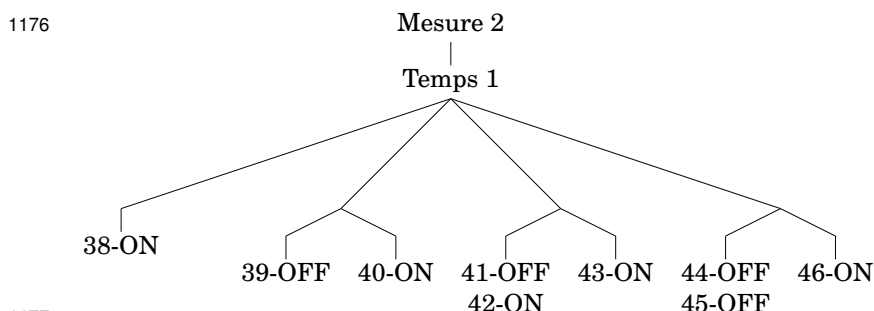 1176
Mesure 2
Temps 1
38-ON
39-OFF 40-ON 41-OFF 43-ON 44-OFF 46-ON
42-ON 45-OFF